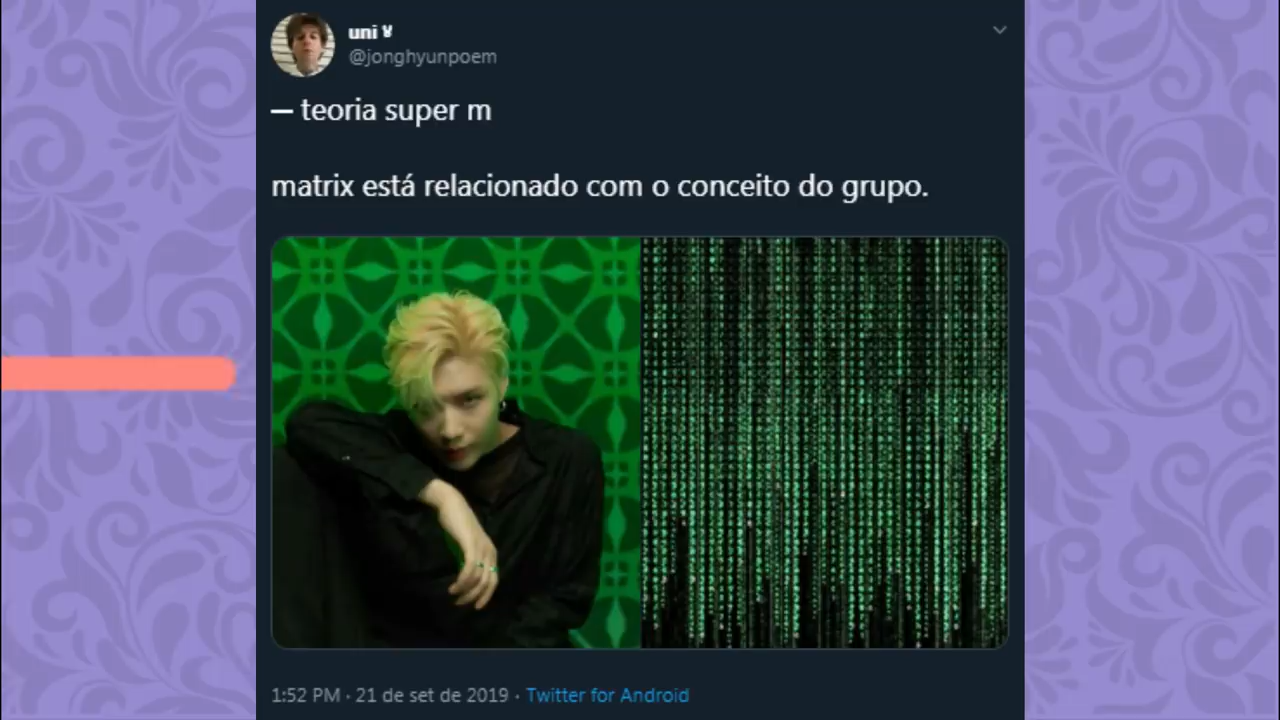 uni
@jonghyunpoem
— teoria super m
matrix está relacionado com o conceito do grupo.
1:52 PM · 21 de set de 2019 · Twitter for Android